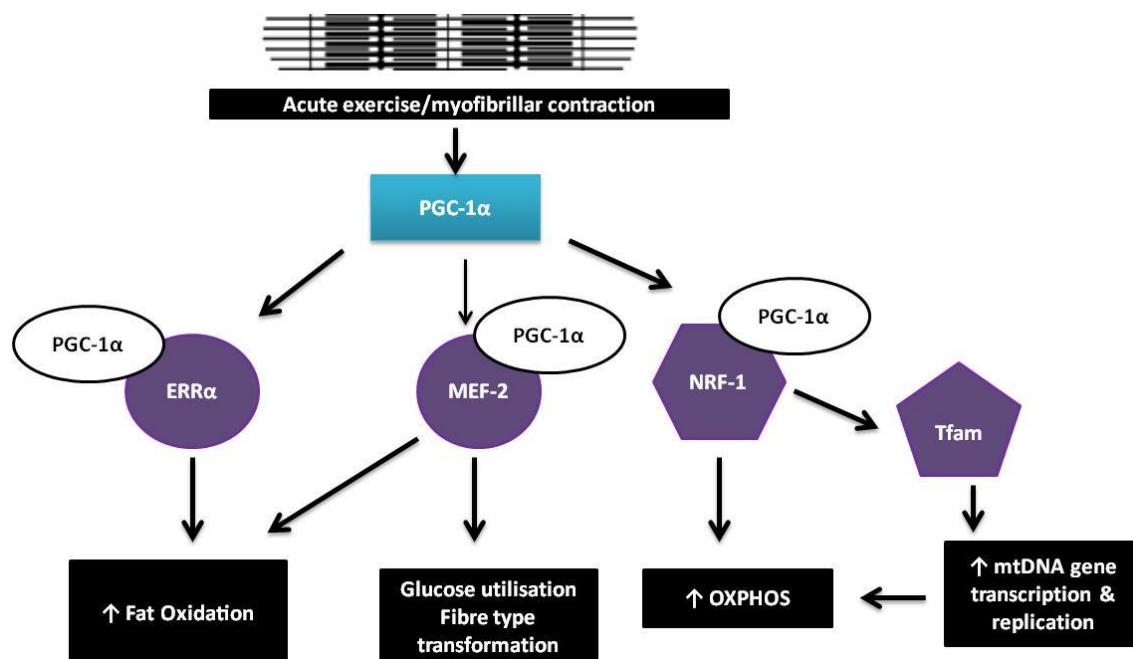 Acute exercise/myofibrillar contraction
PGC-1α
PGC-1α
PGC-1α
PGC-1α
ERRα
MEF-2
NRF-1
Tfam
↑ Fat Oxidation
Glucose utilisation
Fibre type
transformation
↑ OXPHOS
↑ mtDNA gene
transcription &
replication